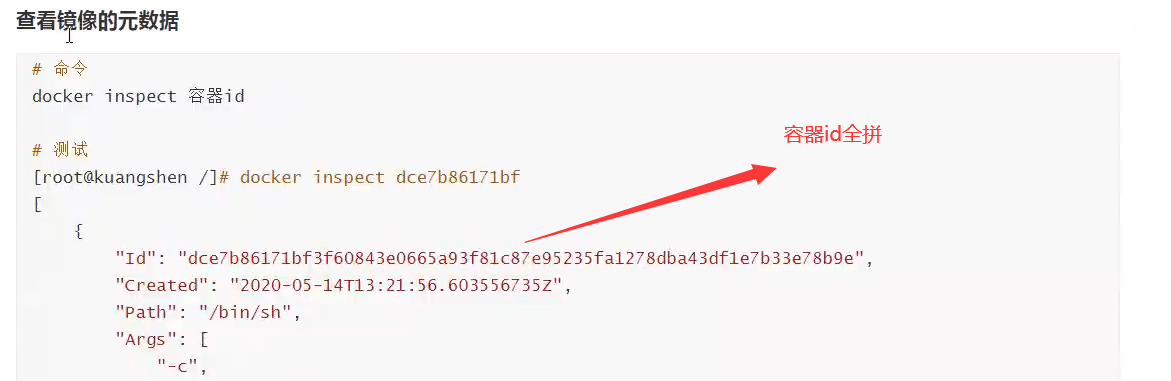 查看镜像的元数据
# 命令
docker inspect 容器id
# 测试
容器id全拼
[root@kuangshen /]# docker inspect dce7b86171bf
[
{
"Id": "dce7b86171bf3f60843e0665a93f81c87e95235fa1278dba43df1e7b33e78b9e",
"Created": "2020-05-14T13:21:56.603556735Z",
"Path": "/bin/sh",
"Args": [
"-c",